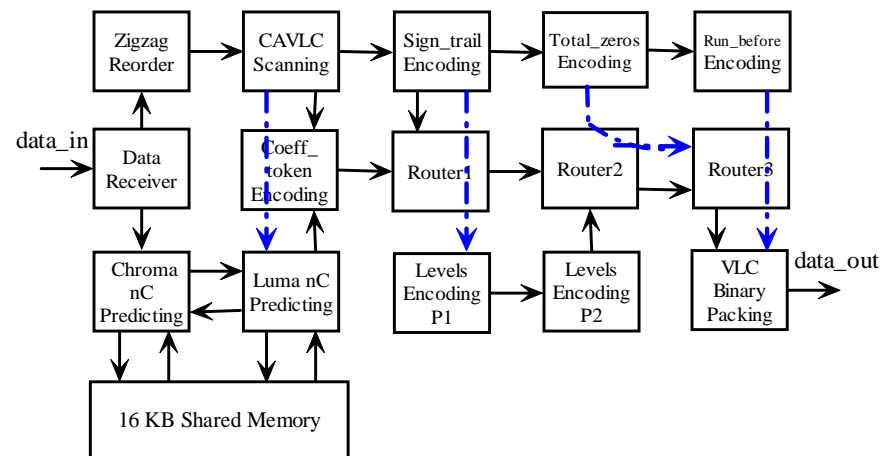 Zigzag
Reorder
CAVLC
Scanning
Sign_trail
Encoding
Total_zeros
Encoding
Run_before
Encoding
data_in
Data
Receiver
Coeff_
token
Encoding
Router1
Router2
Router3
Chroma
nC
Predicting
Luma nC
Predicting
Levels
Encoding
P1
Levels
Encoding
P2
VLC
Binary
Packing
data_out
16 KB Shared Memory